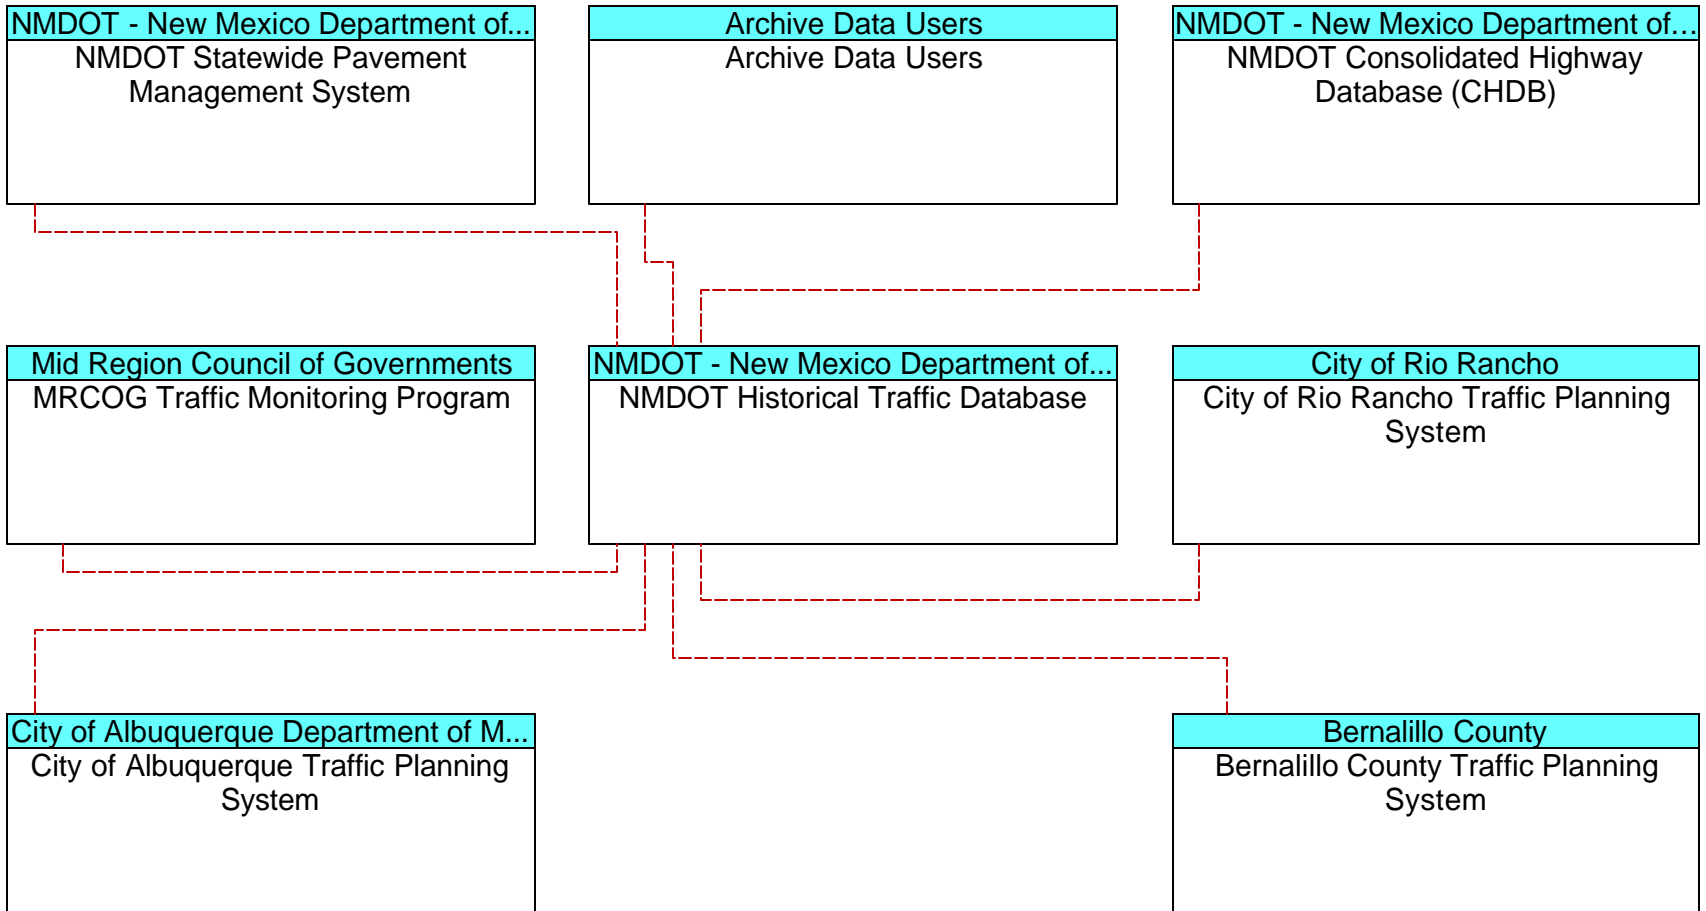 NMDOT - New Mexico Department of...
NMDOT Statewide Pavement
Management System
Archive Data Users
Archive Data Users
NMDOT - New Mexico Department of...
NMDOT Consolidated Highway
Database (CHDB)
Mid Region Council of Governments
MRCOG Traffic Monitoring Program
NMDOT - New Mexico Department of...
NMDOT Historical Traffic Database
City of Rio Rancho
City of Rio Rancho Traffic Planning
System
City of Albuquerque Department of M...
City of Albuquerque Traffic Planning
System
Bernalillo County
Bernalillo County Traffic Planning
System